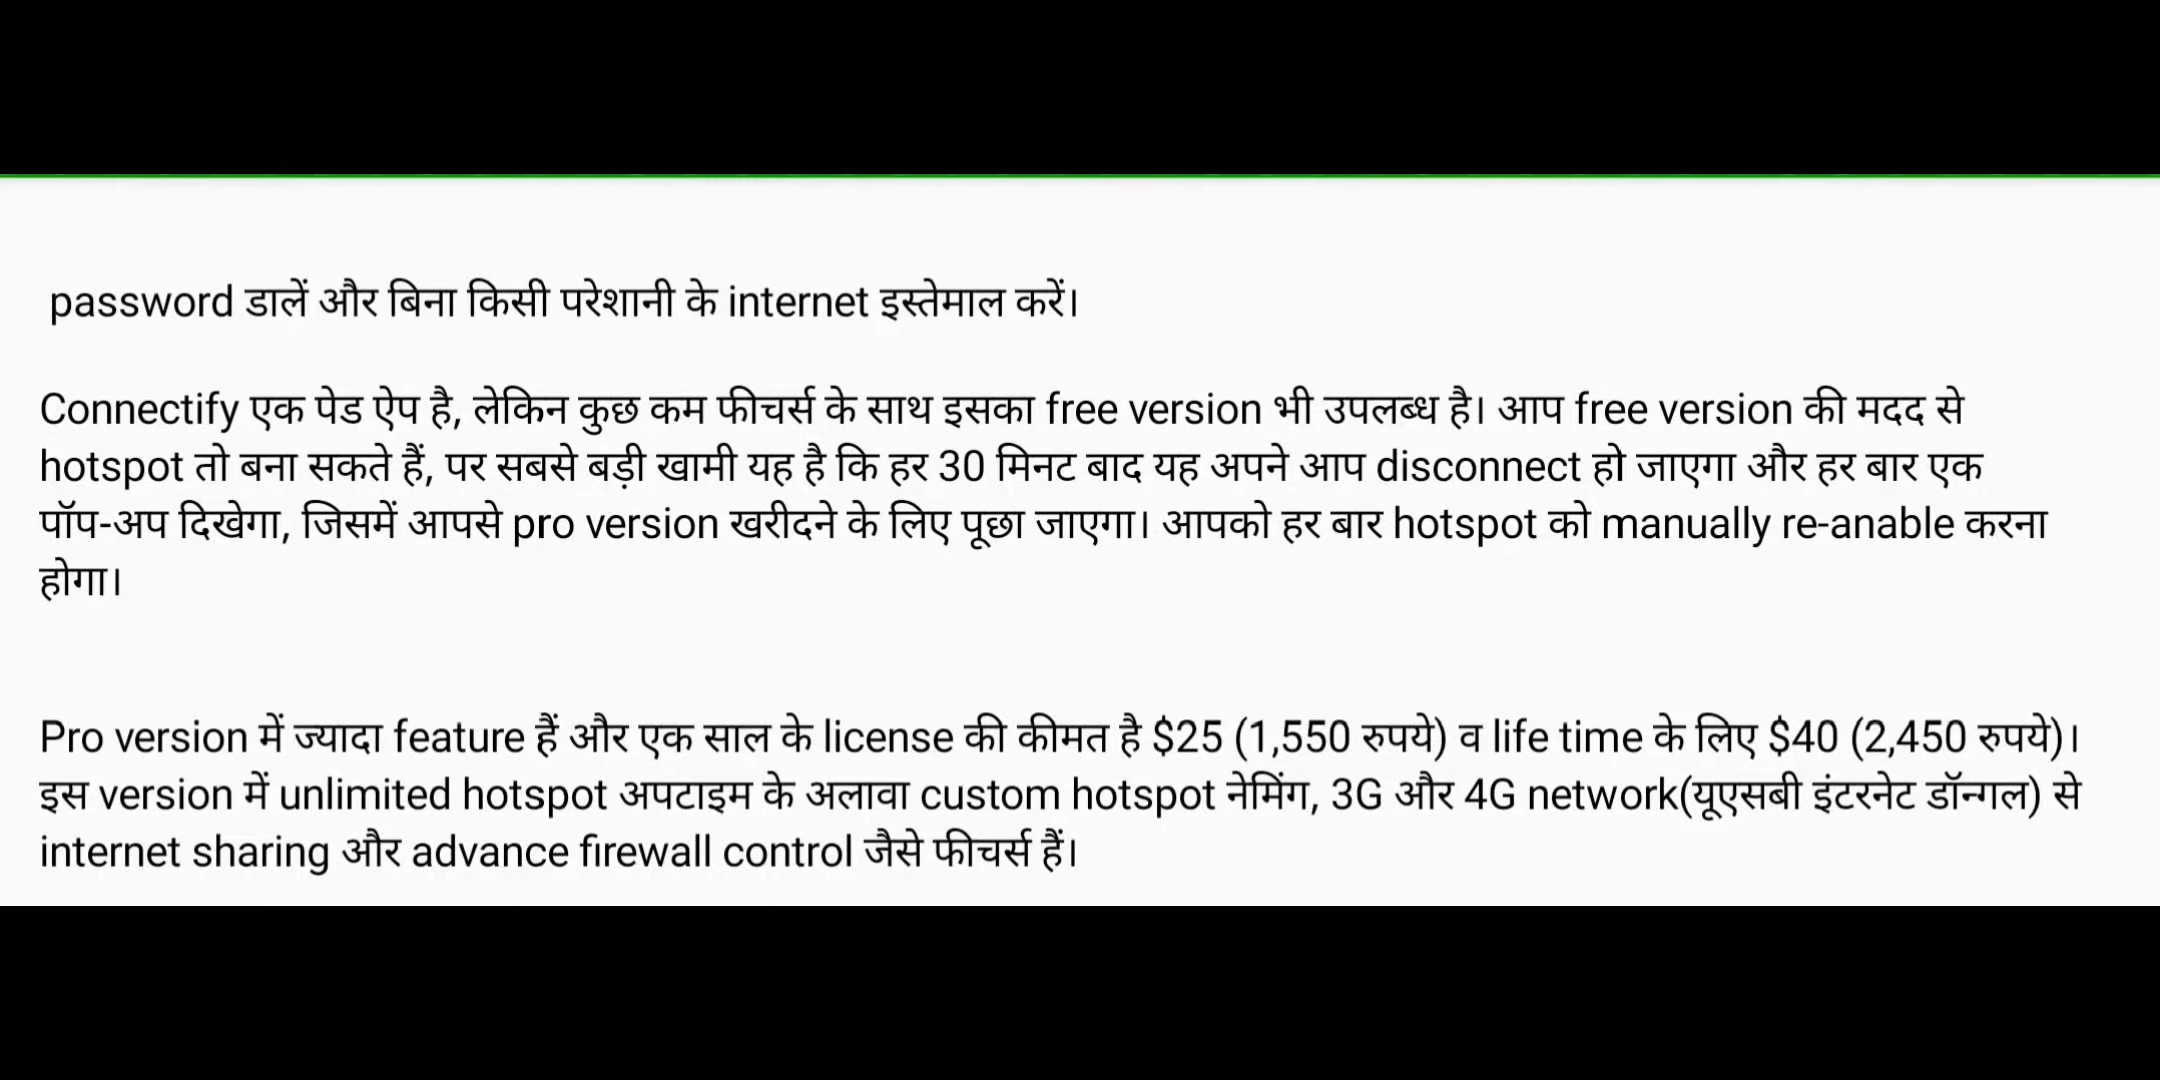 password डालें और बिना किसी परेशानी के internet इस्तेमाल करें।
Connectify एक पेड ऐप है, लेकिन कुछ कम फीचर्स के साथ इसका free version भी उपलब्ध है। आप free version की मदद से
hotspot तो बना सकते हैं, पर सबसे बड़ी खामी यह है कि हर 30 मिनट बाद यह अपने आप disconnect हो जाएगा और हर बार एक
पॉप-अप दिखेगा, जिसमें आपसे pro version खरीदने के लिए पूछा जाएगा। आपको हर बार hotspot को manually re-anable करना
होगा।
Pro version में ज्यादा feature हैं और एक साल के license की कीमत है $25 (1,550 रुपये) व life time के लिए $40 (2,450 रुपये)।
इस version में unlimited hotspot अपटाइम के अलावा custom hotspot नेमिंग, 3G और 4G network(यूएसबी इंटरनेट डॉन्गल) से
internet sharing और advance firewall control जैसे फीचर्स हैं।